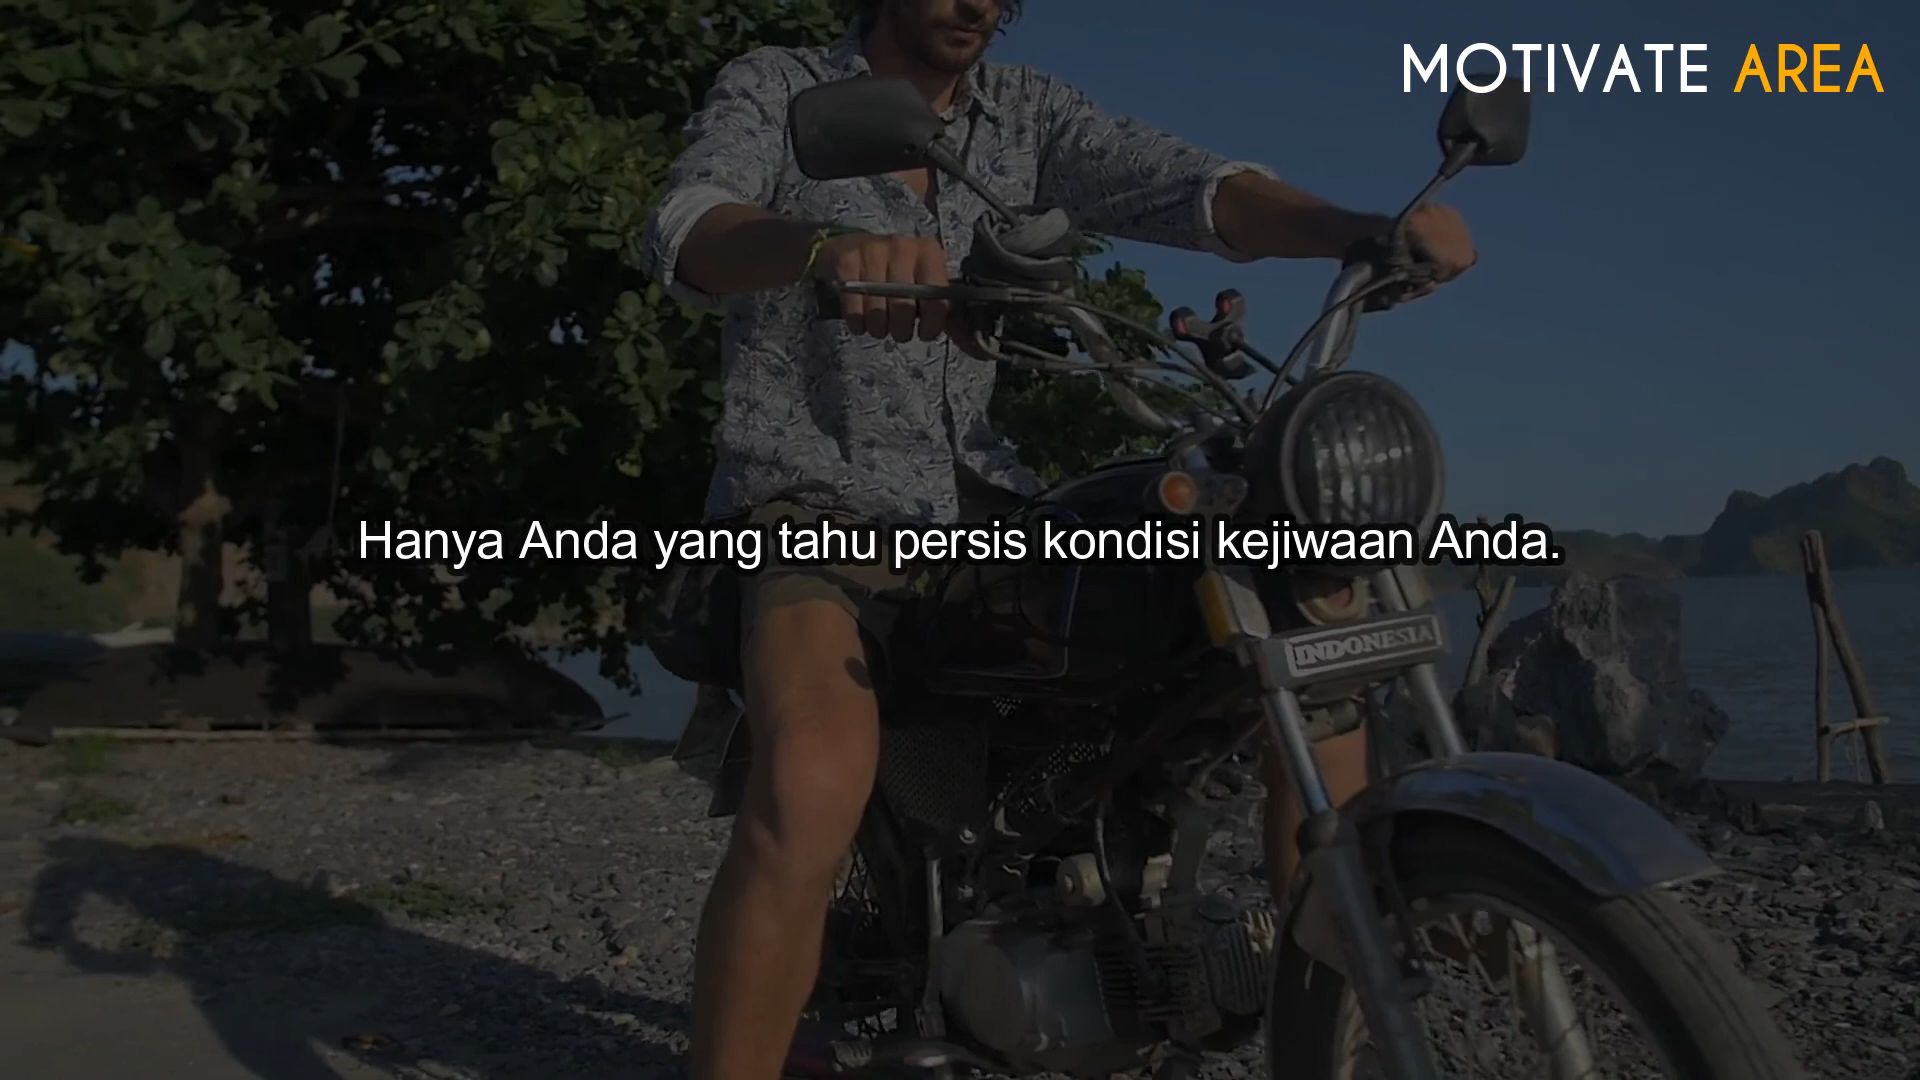 MOTIVATE AREA
Hanya Anda yang tahu persis kondisi kejiwaan Anda.
INDONESIA